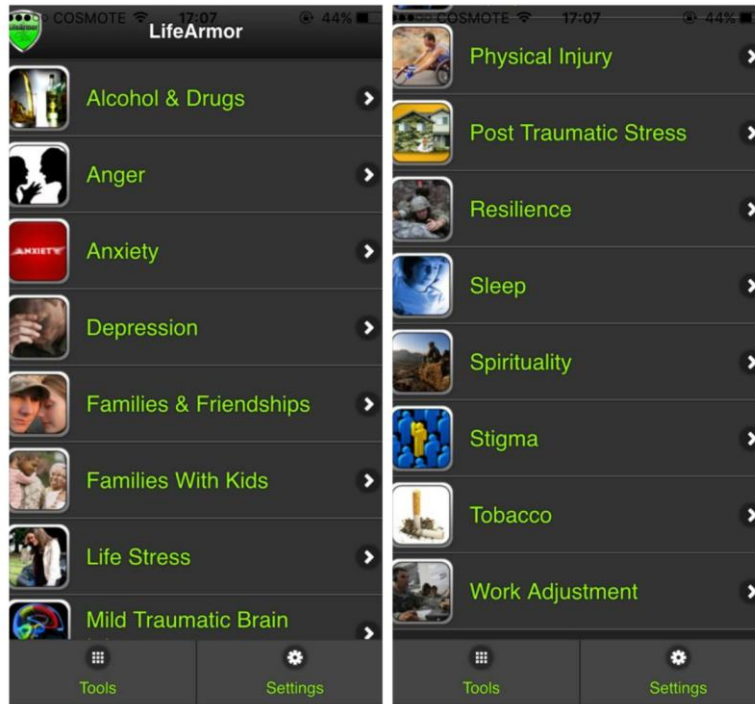 COSMOTE 17:07 44%
LifeArmor
LifeArmor
Alcohol & Drugs
Anger
ANXIETY
Anxiety
Depression
Families & Friendships
Families With Kids
Life Stress
Mild Traumatic Brain
Tools
Settings
COSMOTE 17:07 44%
Physical Injury
Post Traumatic Stress
Resilience
Sleep
Spirituality
Stigma
Tobacco
Work Adjustment
Tools
Settings